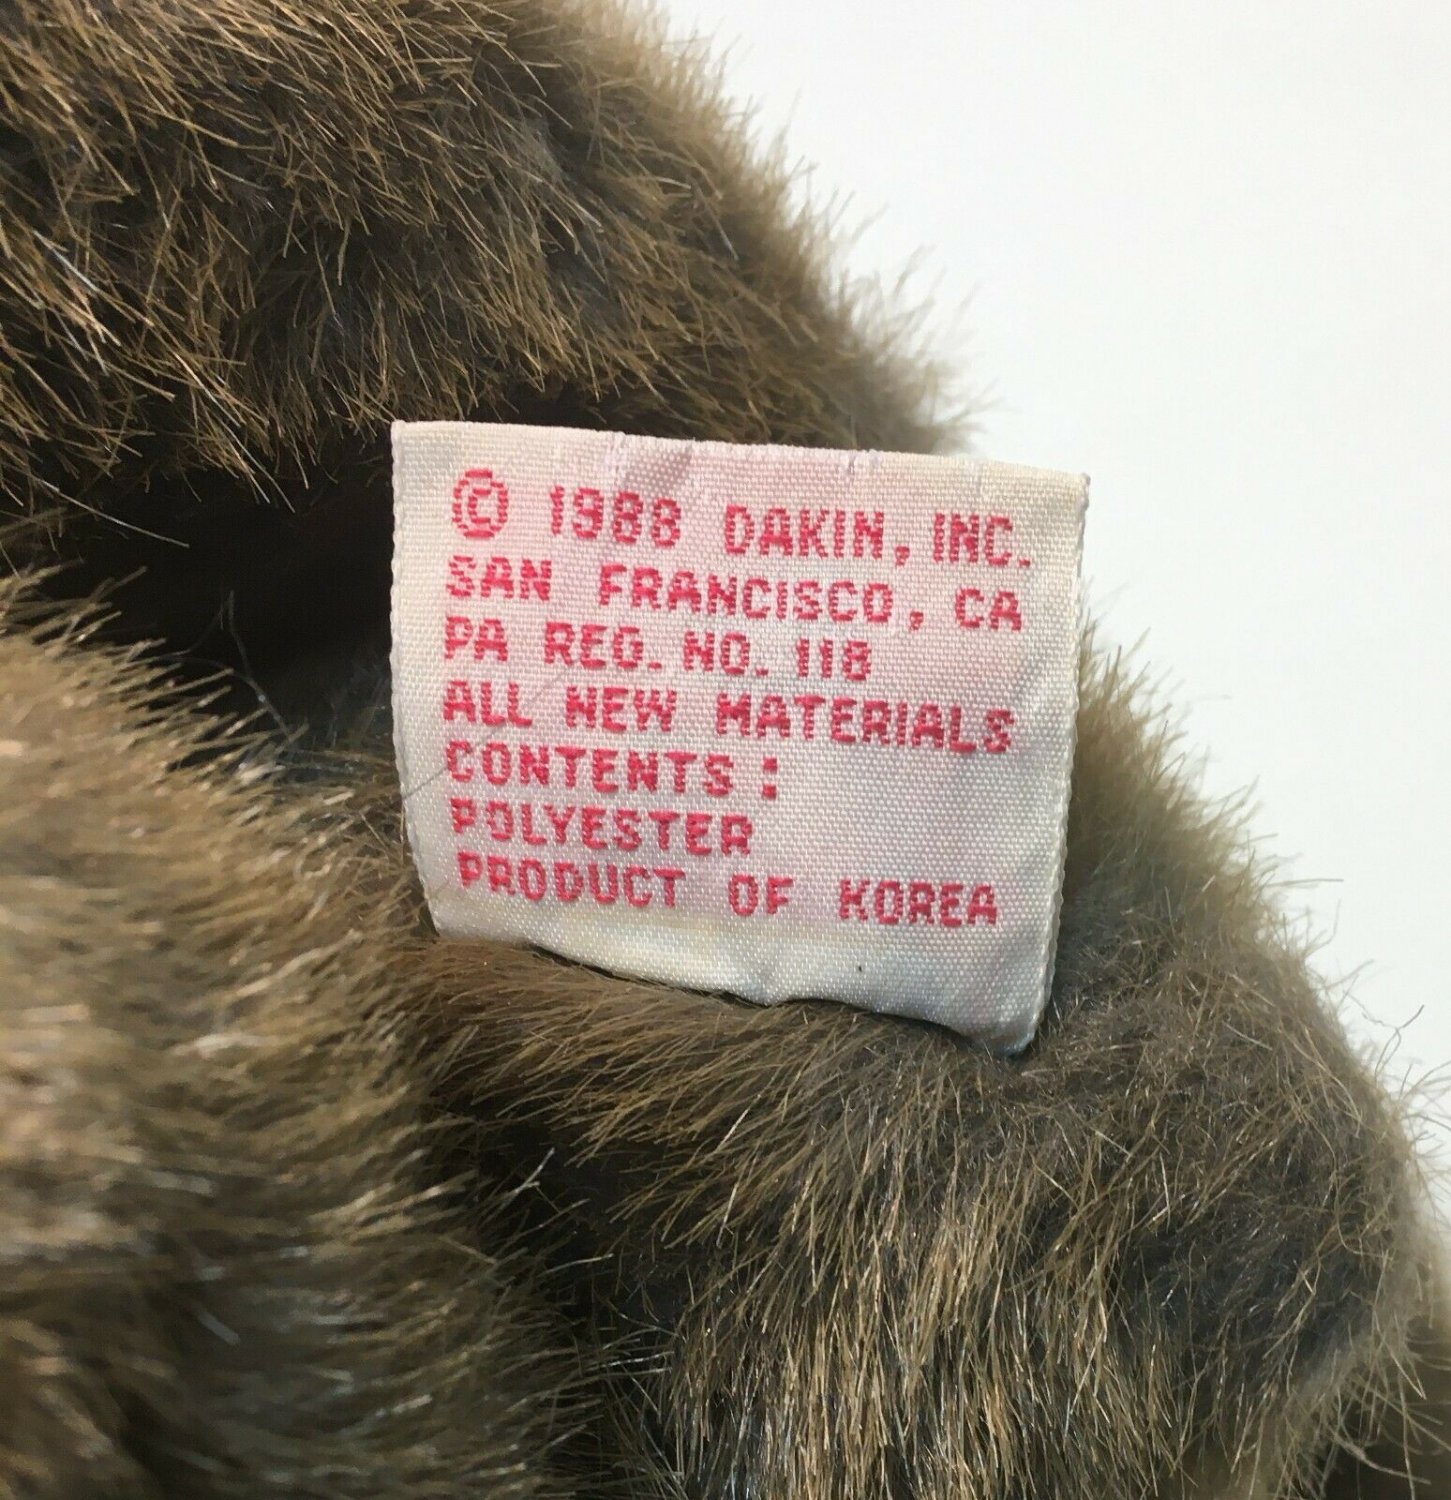 © 1988 DAKIN, INC.
SAN FRANCISCO, CA
PA REG. NO. 118
ALL NEW MATERIALS
CONTENTS:
POLYESTER
PRODUCT OF KOREA